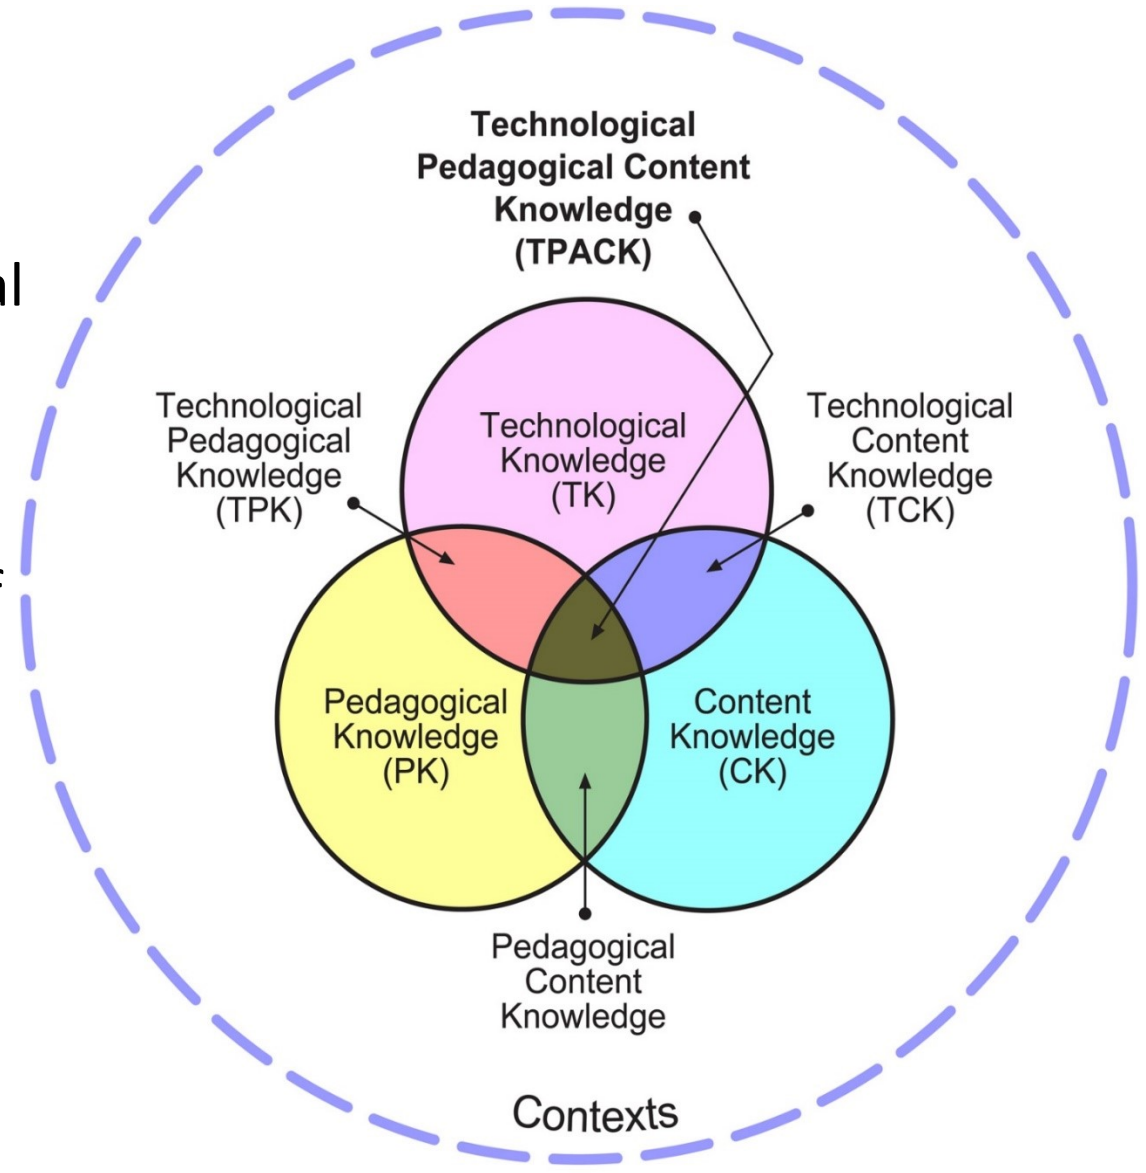 Technological
Pedagogical Content
Knowledge
(TPACK)
al
Technological
Pedagogical
Knowledge
(TPK)
Technological
Knowledge
(TK)
Technological
Content
Knowledge
(TCK)
Pedagogical
Knowledge
(PK)
Content
Knowledge
(CK)
Pedagogical
Content
Knowledge
Contexts